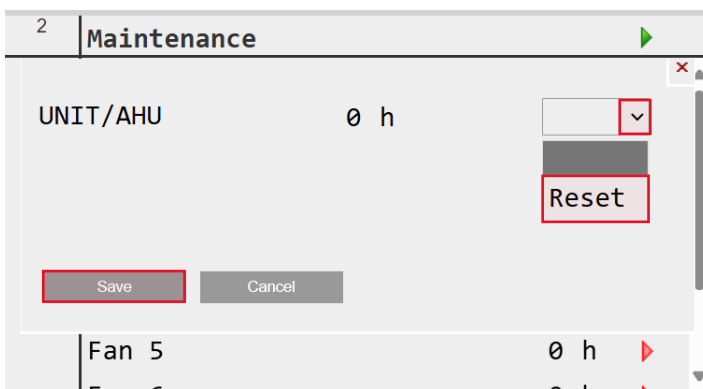 2
Maintenance
UNIT/AHU 0 h
Reset
Save Cancel
Fan 5 0 h